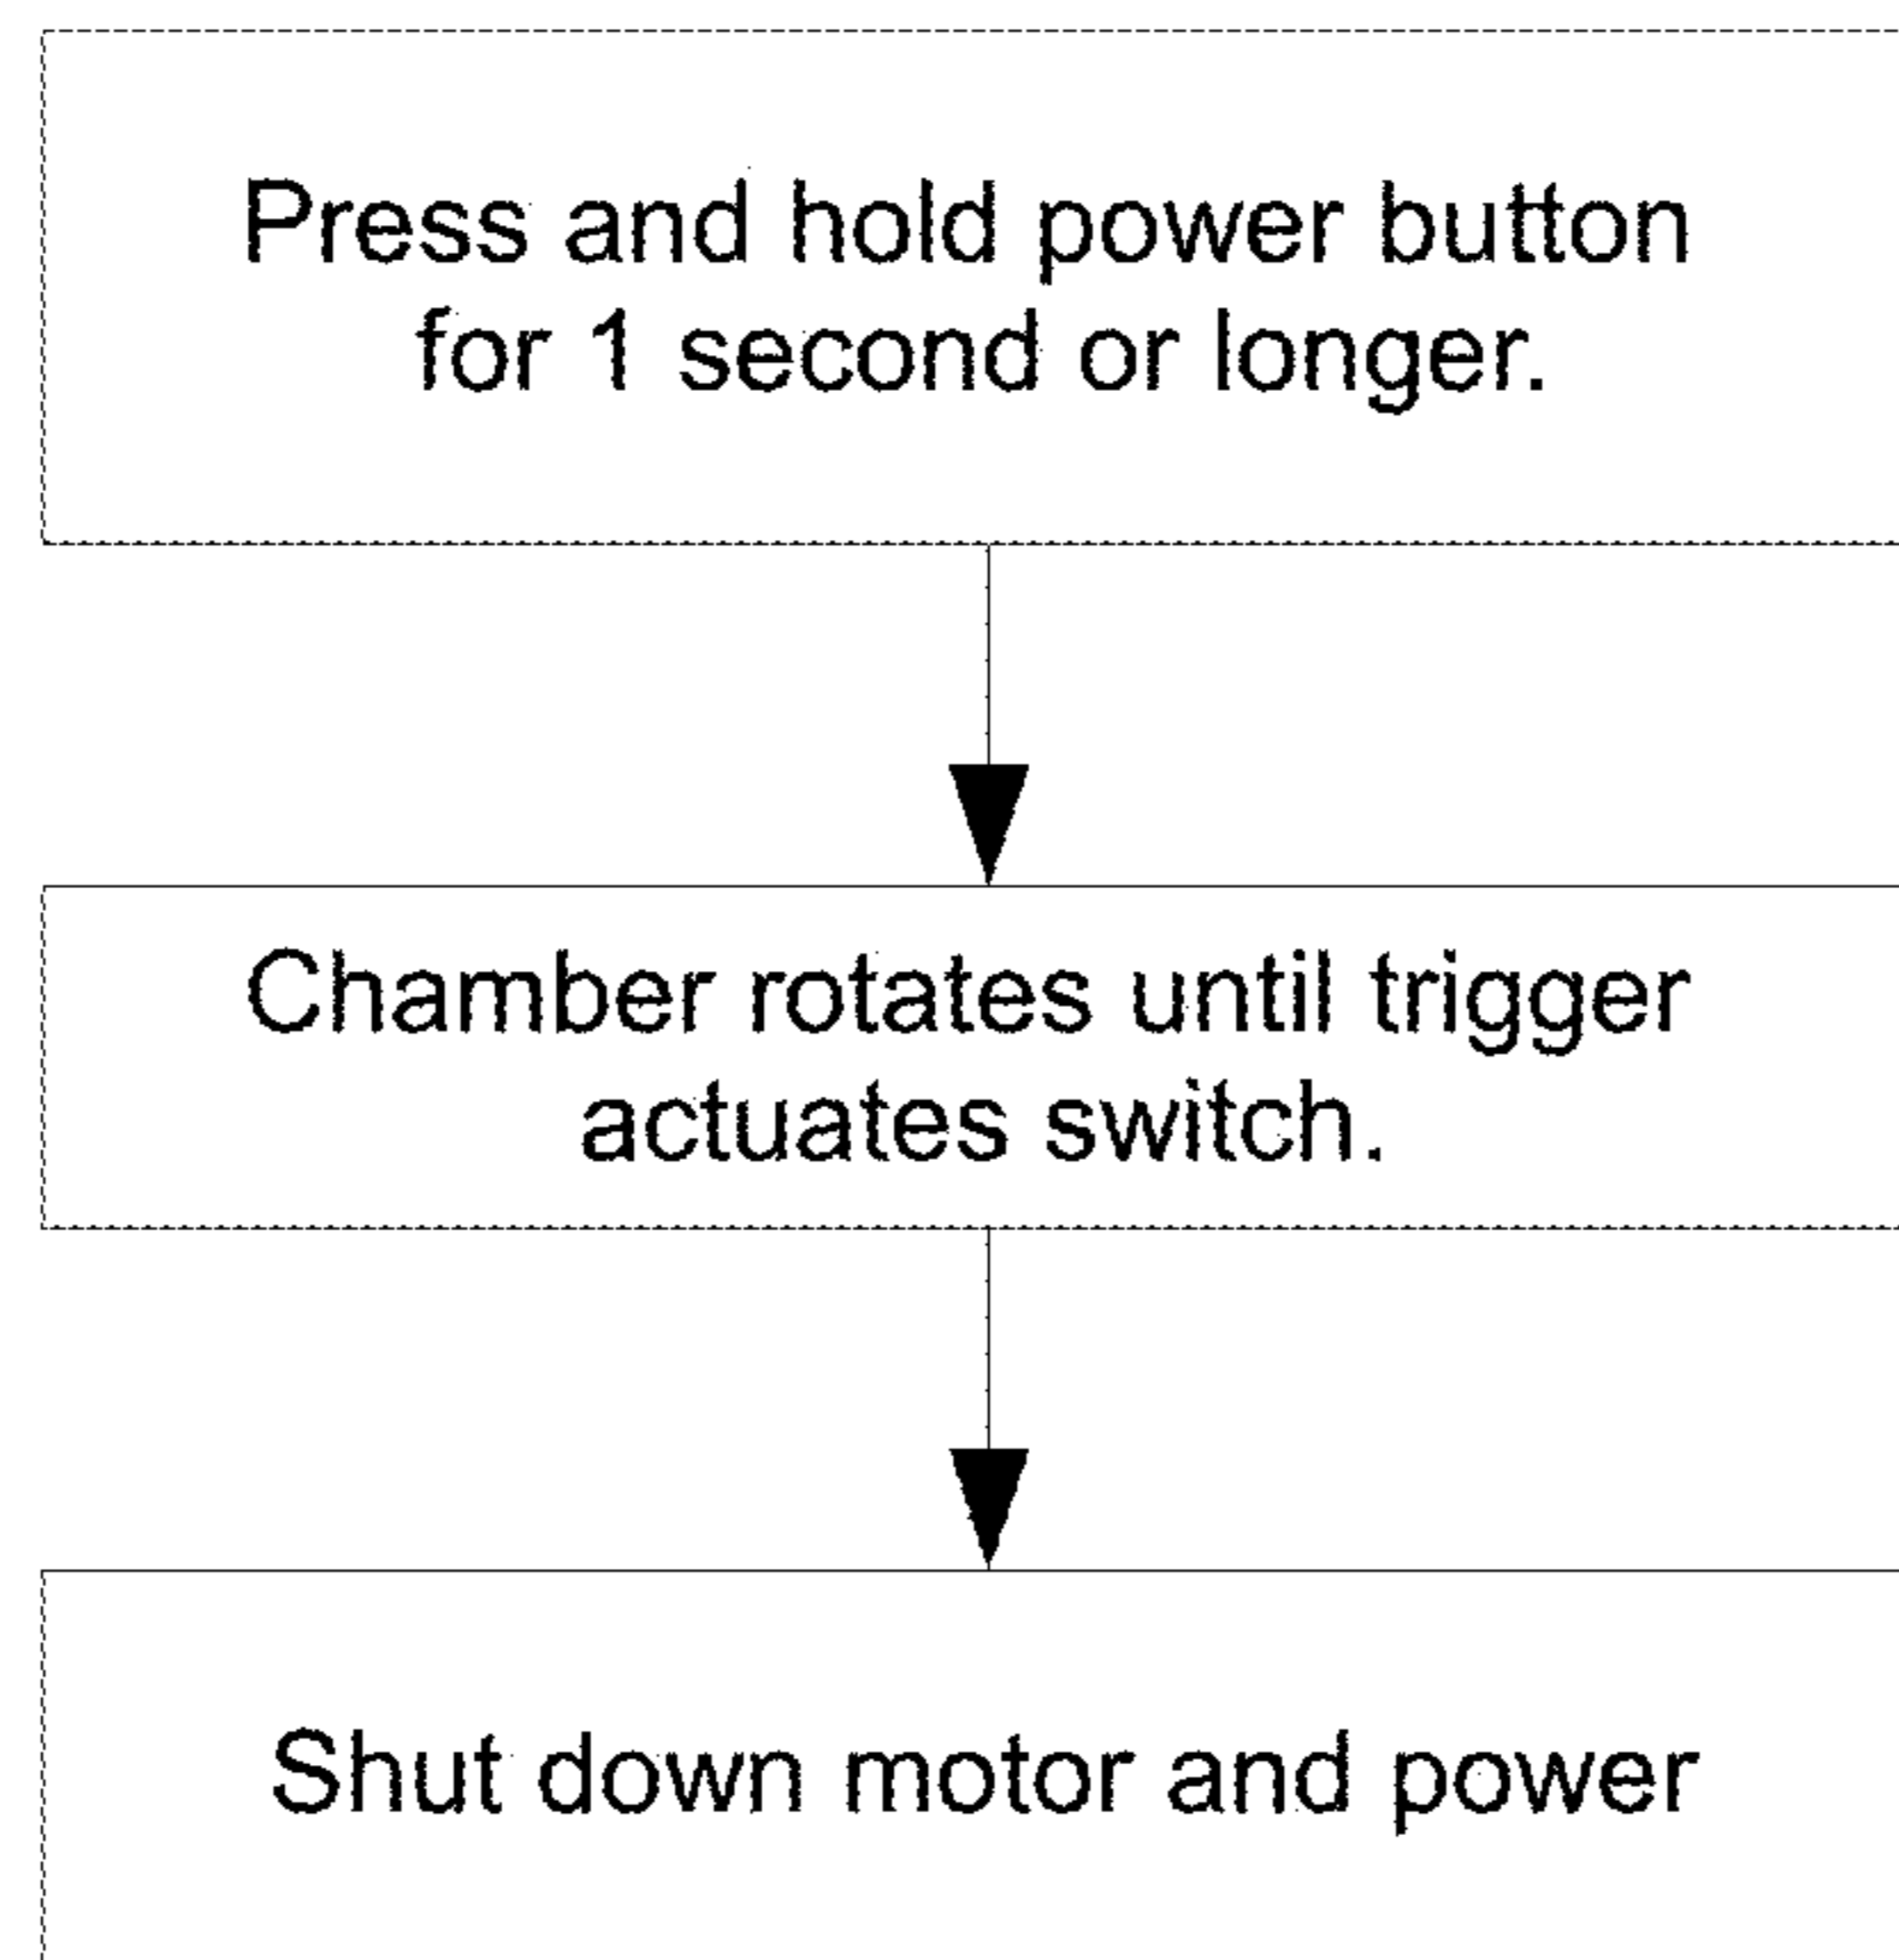 Press and hold power button
for 1 second or longer.
Chamber rotates until trigger
actuates switch.
Shut down motor and power